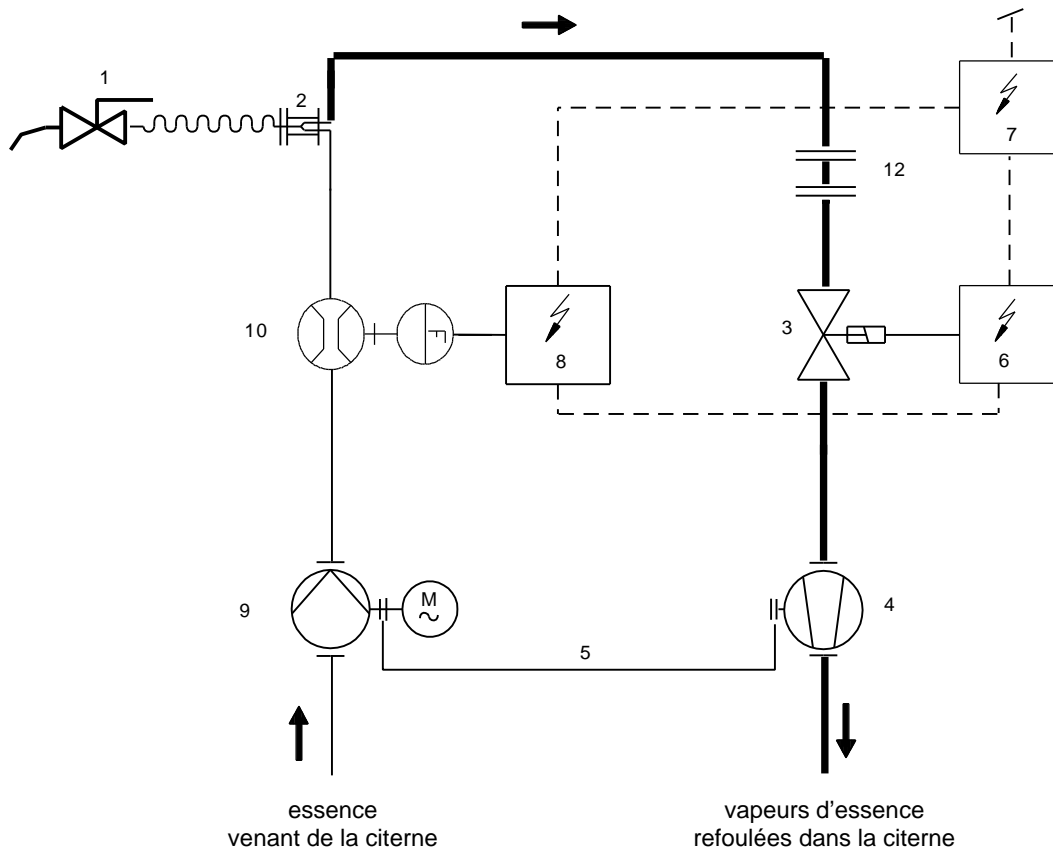 1
2
7
12
10
F
8
3
6
9
M
~
5
4
essence
venant de la citerne
vapeurs d’essence
refoulées dans la citerne